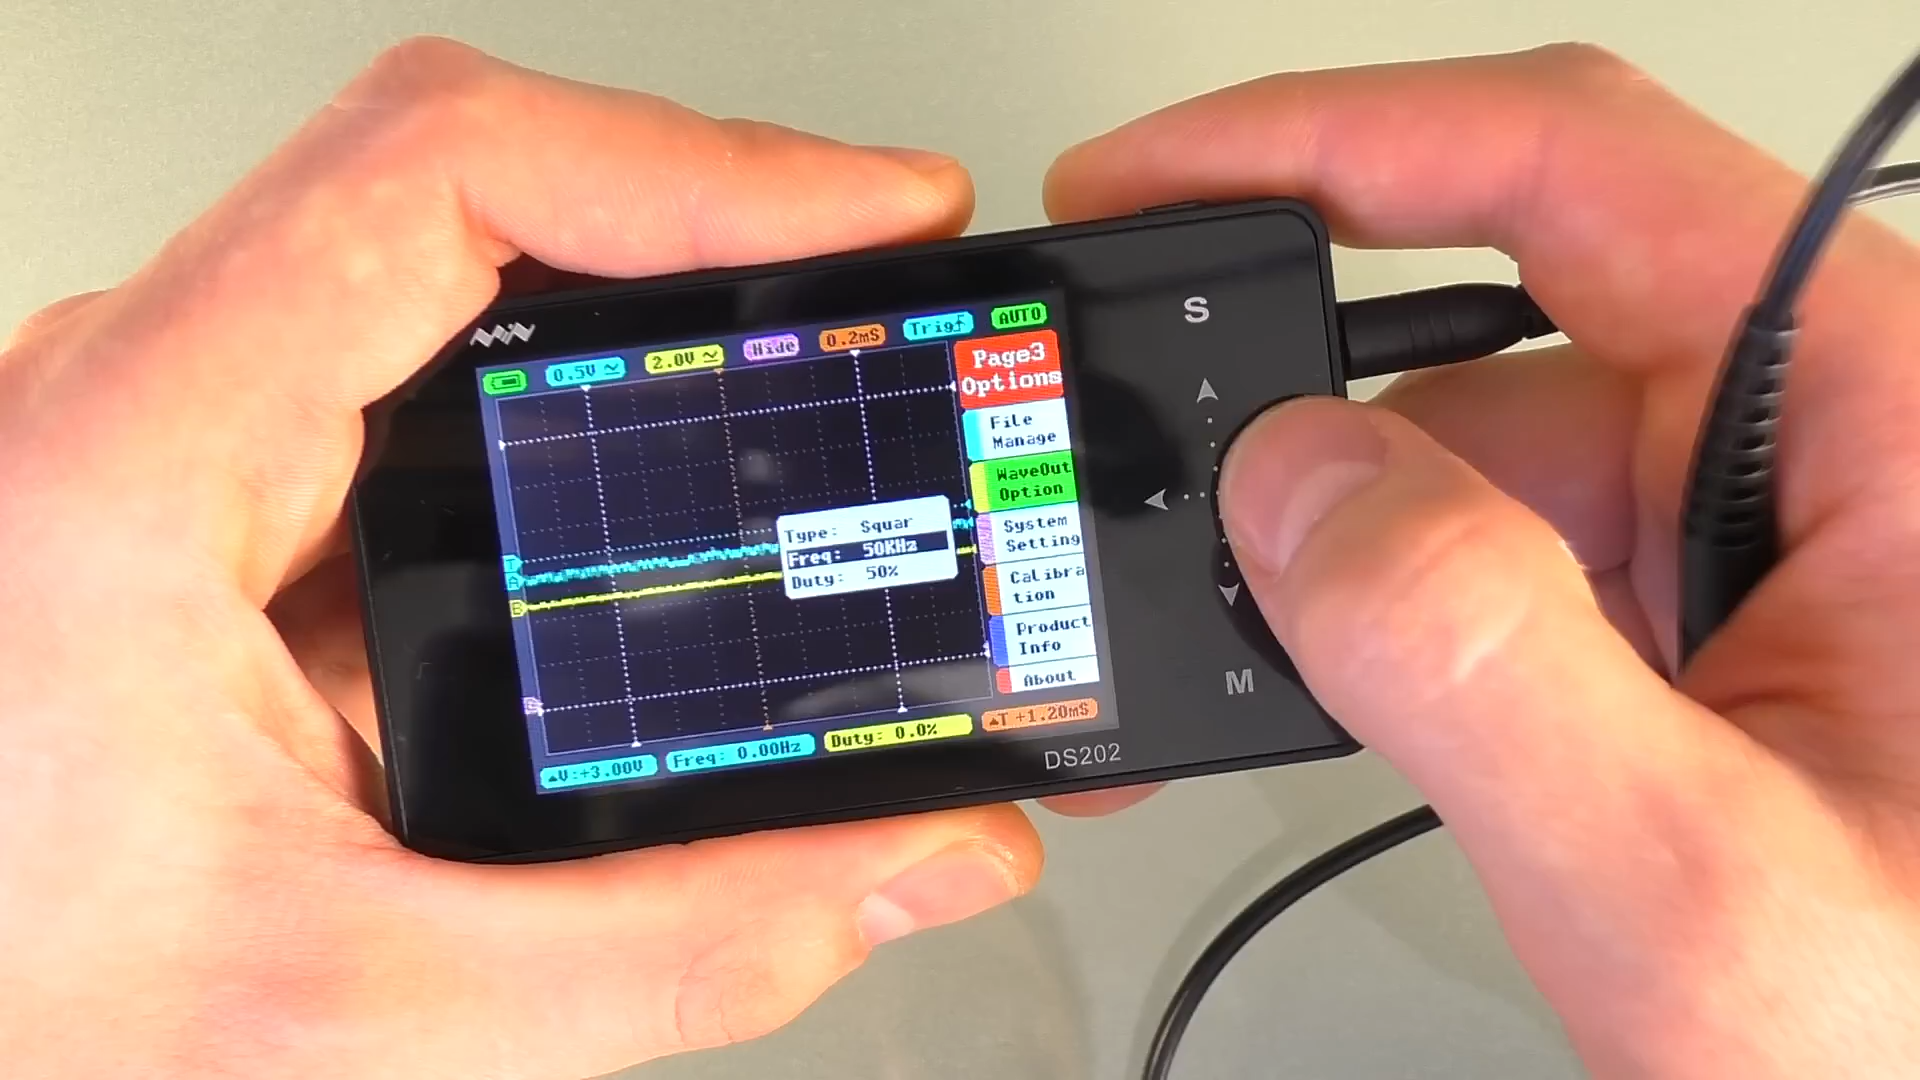 MiN
S
0.5V
2.0V
Hide
0.2mS
Trig
AUTO
Page3
Options
File
Manage
WaveOut
Option
System
Setting
Calibra
tion
Product
Info
About
Type: Squar
Freq: 50KHz
Duty: 50%
T
A
B
▲V:+3.00V
Freq: 0.00Hz
Duty: 0.0%
▲T +1.20mS
M
DS202